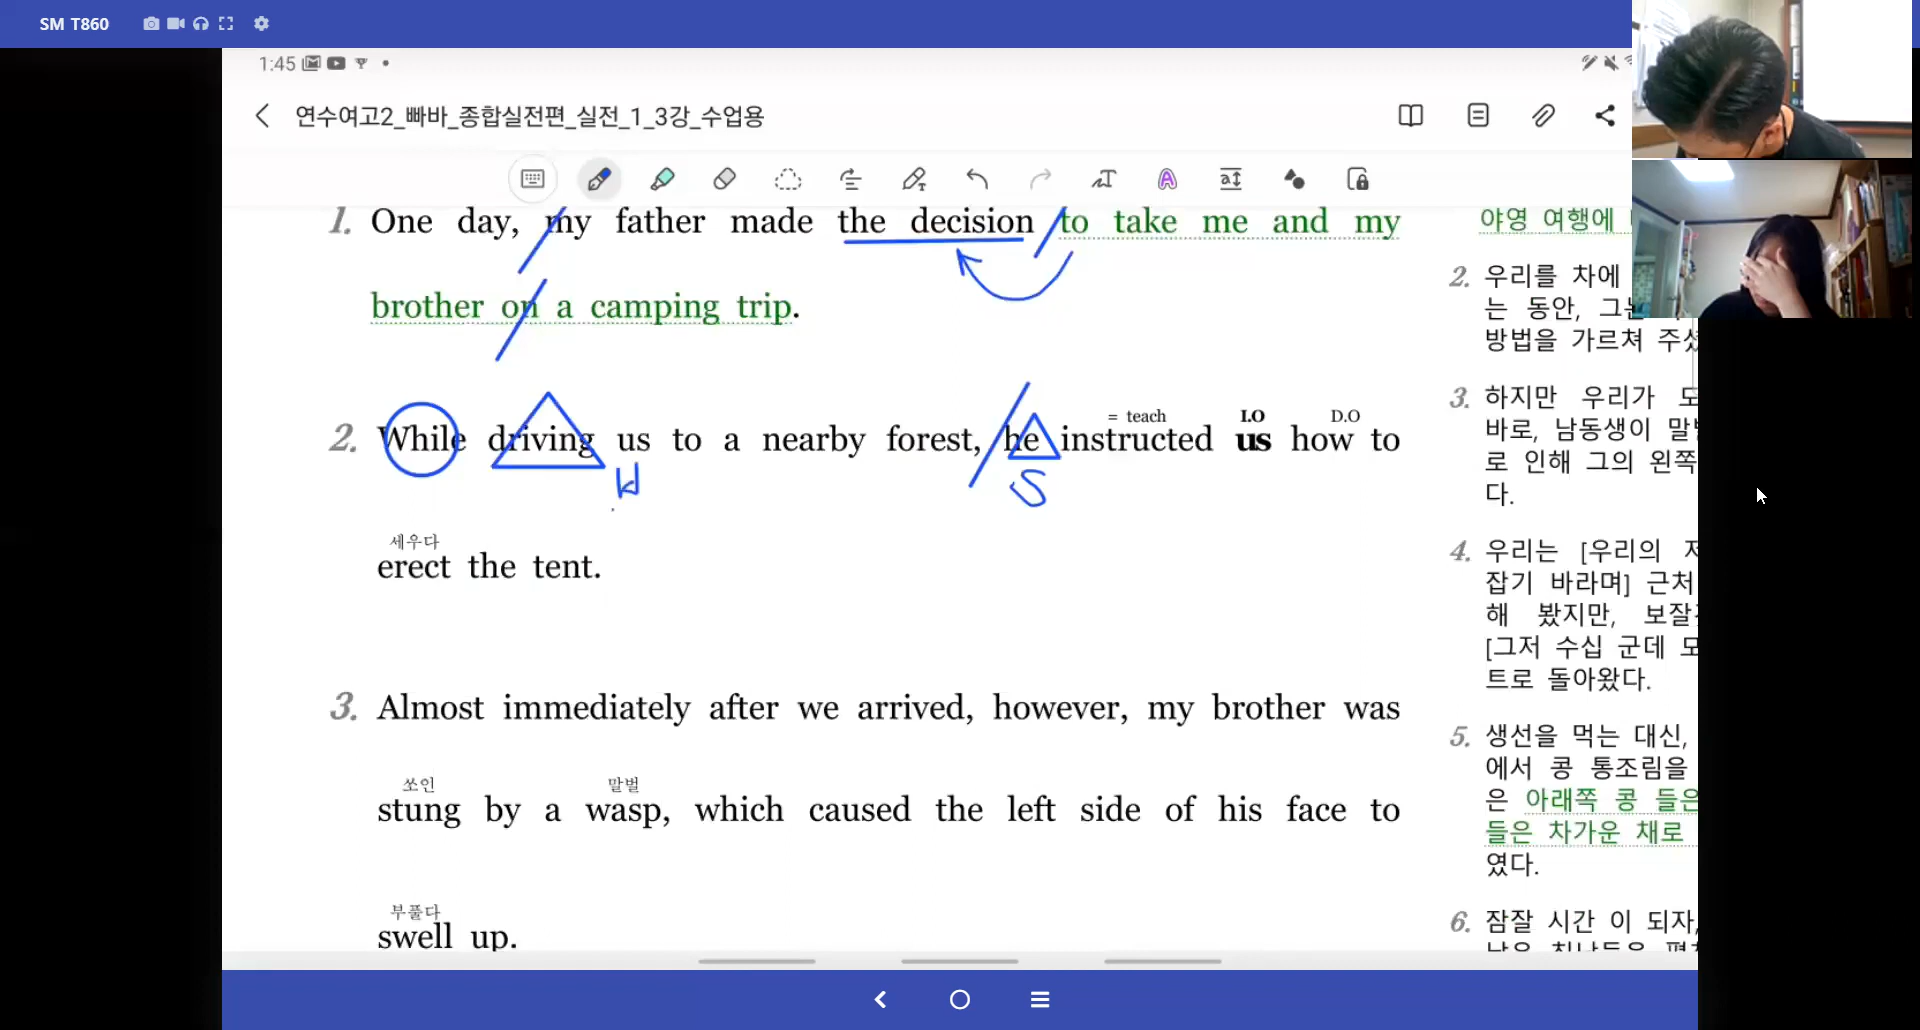 SM T860
1:45
연수여고2_빠바_종합실전편_실전_1_3강_수업용
1. One day, my father made the decision to take me and my
brother on a camping trip.
= teach I.O D.O
2. While driving us to a nearby forest, he instructed us how to
S
세우다
erect the tent.
3. Almost immediately after we arrived, however, my brother was
쏘인 말벌
stung by a wasp, which caused the left side of his face to
부풀다
swell up.
야영 여행에
2. 우리를 차에
는 동안, 그는
방법을 가르쳐 주셨
3. 하지만 우리가 도
바로, 남동생이 말벌
로 인해 그의 왼쪽
다.
4. 우리는 [우리의 저
잡기 바라며] 근처
해 봤지만, 보잘
[그저 수십 군데 모
트로 돌아왔다.
5. 생선을 먹는 대신,
에서 콩 통조림을
은 아래쪽 콩 들은
들은 차가운 채로
였다.
6. 잠잘 시간 이 되자,